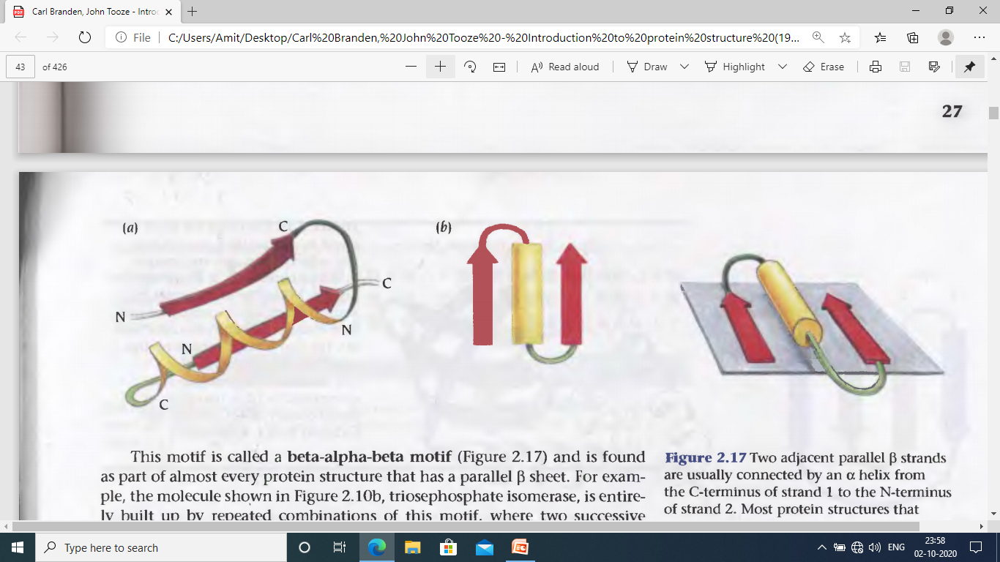 Carl Branden, John Tooze - Introd
File
C:/Users/Amit/Desktop/Carl%20Branden,%20John%20Tooze%20-%20Introduction%20to%20protein%20structure%20(19...
43 of 426
Read aloud
Draw
Highlight
Erase
27
(a)
C
(b)
C
N
N
N
C
This motif is called a beta-alpha-beta motif (Figure 2.17) and is found
as part of almost every protein structure that has a parallel β sheet. For exam-
ple, the molecule shown in Figure 2.10b, triosephosphate isomerase, is entire-
ly built up by repeated combinations of this motif, where two successive
Figure 2.17 Two adjacent parallel β strands
are usually connected by an α helix from
the C-terminus of strand 1 to the N-terminus
of strand 2. Most protein structures that
Type here to search
ENG
23:58
02-10-2020